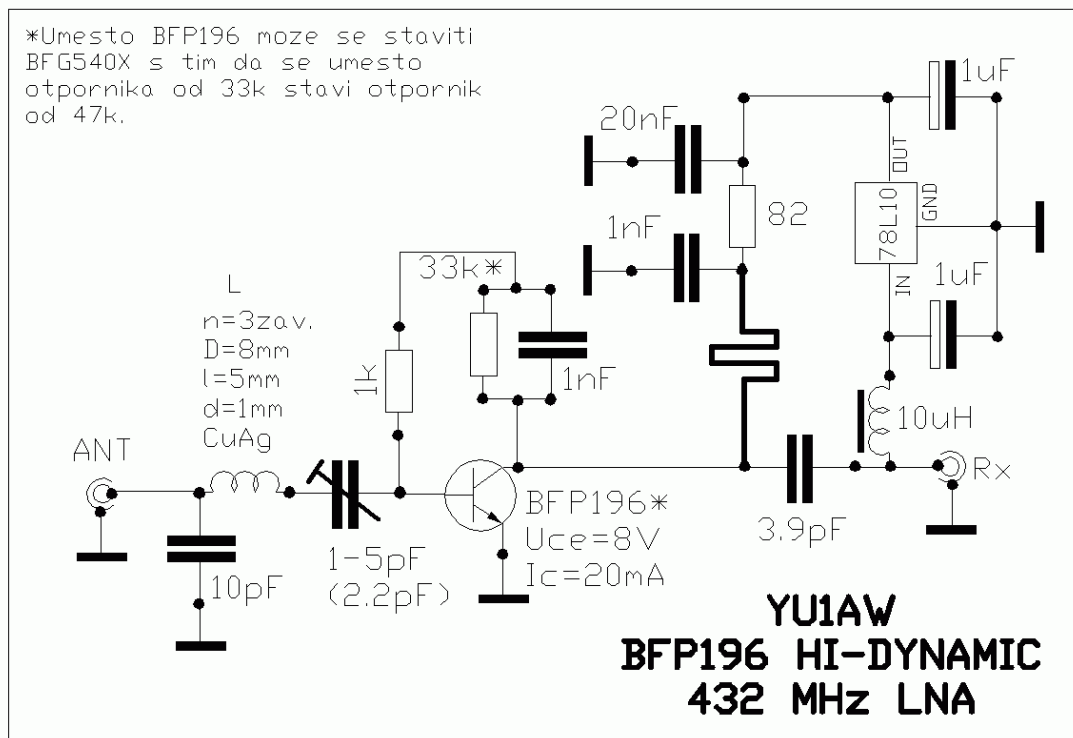 *Umesto BFP196 moze se staviti
BFG540X s tim da se umesto
otpornika od 33k stavi otpornik
od 47k.
1uF
20nF
OUT
82
78L10
GND
1nF
33k*
IN
1uF
L
n=3zav.
D=8mm
l=5mm
d=1mm
CuAg
1k
1nF
10uH
ANT
Rx
BFP196*
Uce=8V
Ic=20mA
3.9pF
1-5pF
(2.2pF)
10pF
YU1AW
BFP196 HI-DYNAMIC
432 MHz LNA